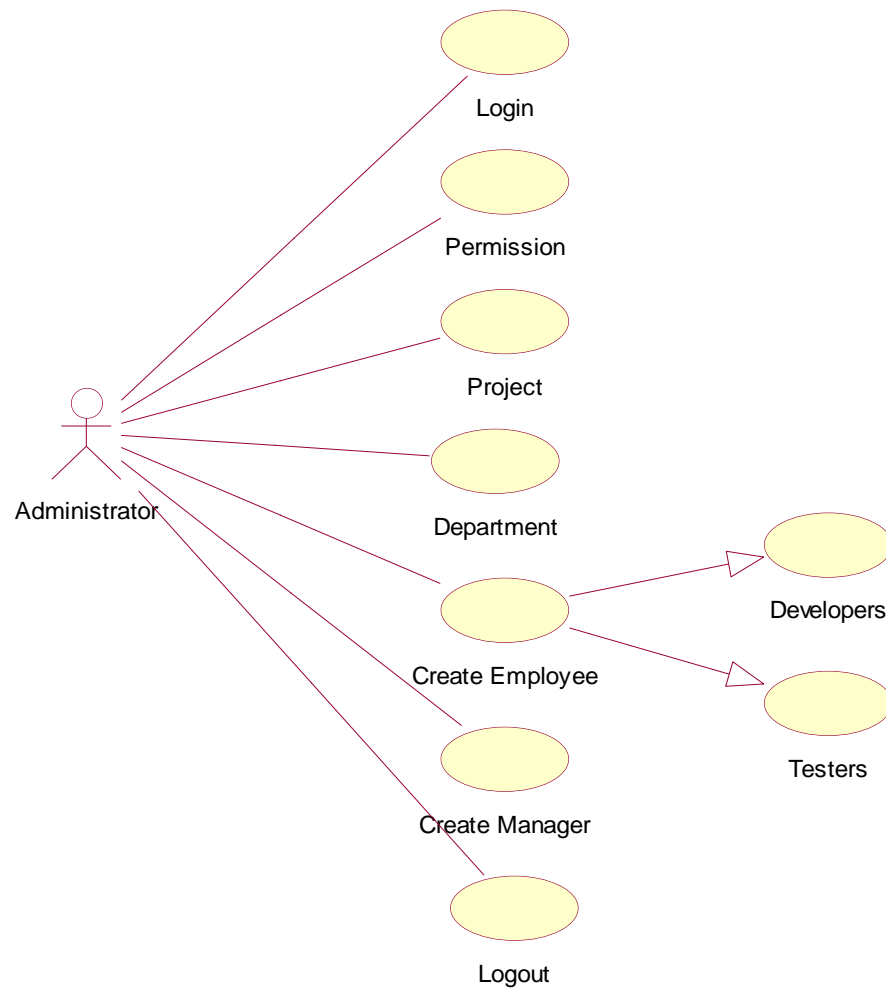 Login
Permission
Project
Administrator
Department
Developers
Create Employee
Testers
Create Manager
Logout